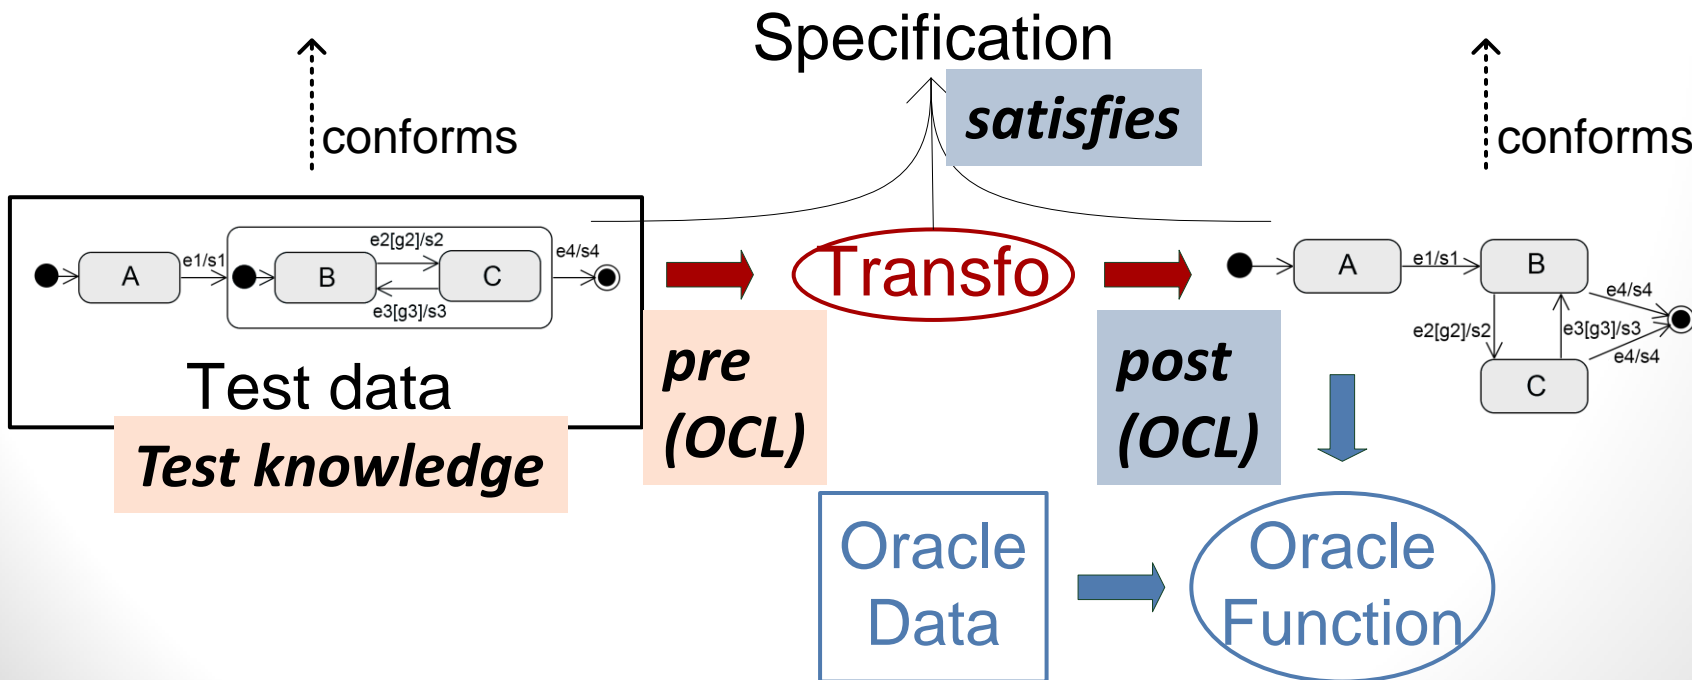 Specification
satisfies
conforms
conforms
A
e1/s1
e2[g2]/s2
B
C
e3[g3]/s3
e4/s4
Test data
Test knowledge
pre
(OCL)
Transfo
post
(OCL)
A
e1/s1
B
e4/s4
e2[g2]/s2
e3[g3]/s3
e4/s4
C
Oracle
Data
Oracle
Function